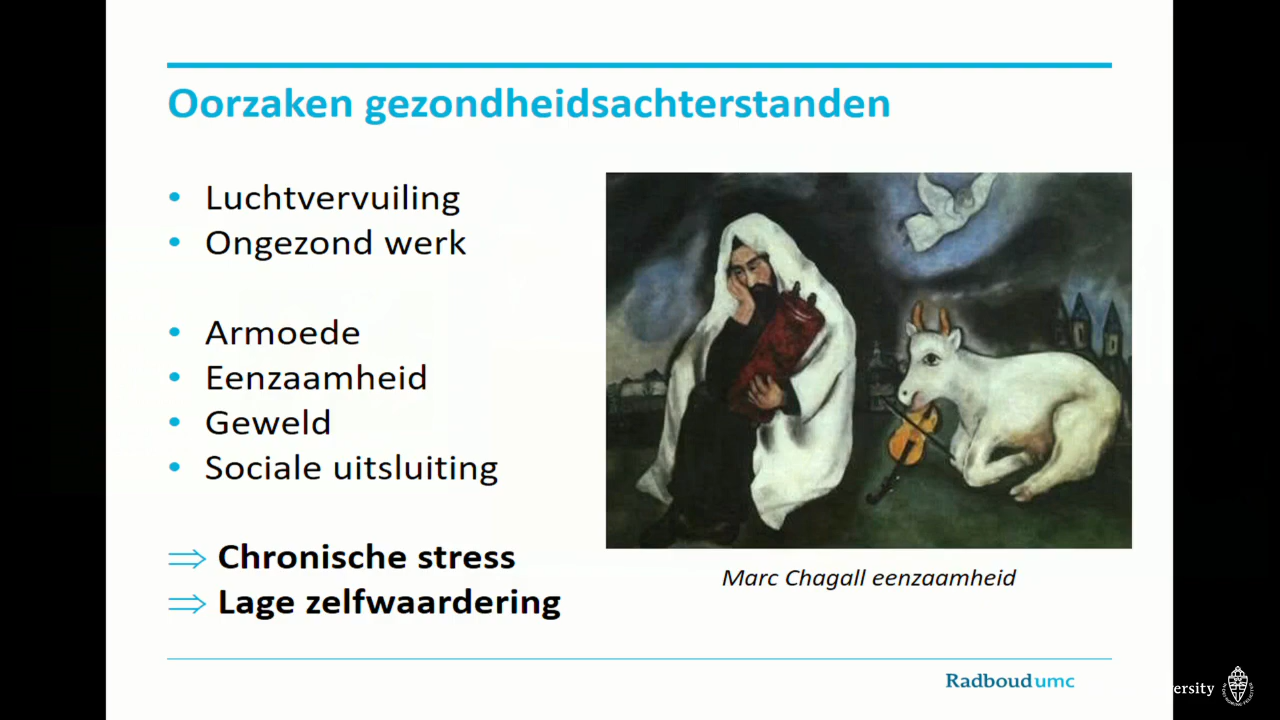 Oorzaken gezondheidsachterstanden
• Luchtvervuiling
• Ongezond werk
• Armoede
• Eenzaamheid
• Geweld
• Sociale uitsluiting
⇒ Chronische stress
⇒ Lage zelfwaardering
Marc Chagall eenzaamheid
Radboudumc
ersity